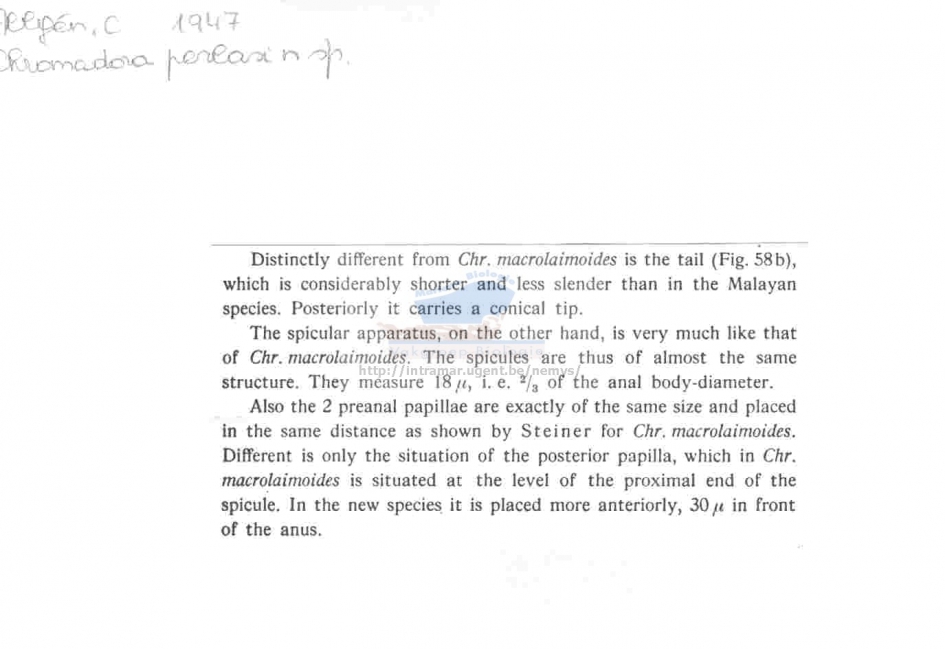 Allgén, C 1947
Chromadora perlasi n sp.
Distinctly different from Chr. macrolaimoides is the tail (Fig. 58 b),
which is considerably shorter and less slender than in the Malayan
species. Posteriorly it carries a conical tip.
The spicular apparatus, on the other hand, is very much like that
of Chr. macrolaimoides. The spicules are thus of almost the same
http://intramar.ugent.be/nemys/
structure. They measure 18 μ, i. e. 2/3 of the anal body-diameter.
Also the 2 preanal papillae are exactly of the same size and placed
in the same distance as shown by Steiner for Chr. macrolaimoides.
Different is only the situation of the posterior papilla, which in Chr.
macrolaimoides is situated at the level of the proximal end of the
spicule. In the new species it is placed more anteriorly, 30 μ in front
of the anus.